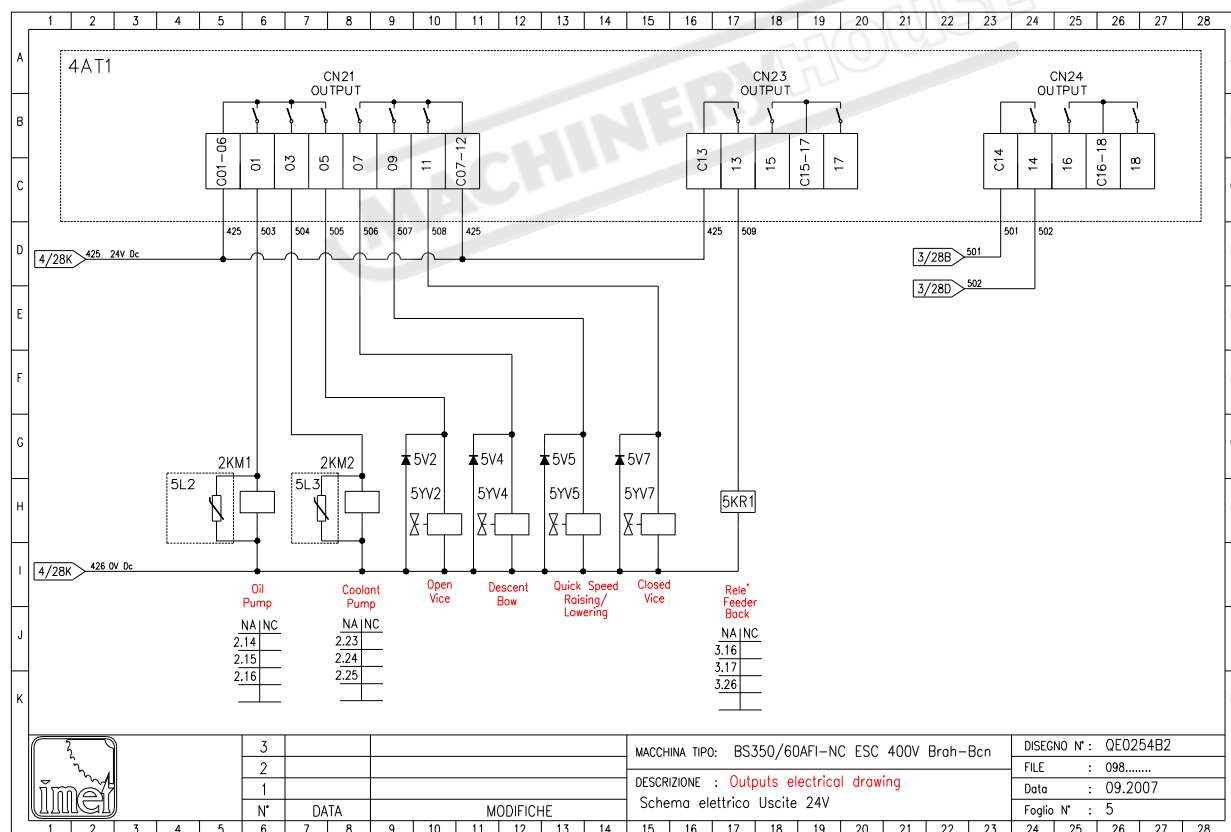 1 2 3 4 5 6 7 8 9 10 11 12 13 14 15 16 17 18 19 20 21 22 23 24 25 26 27 28
A
B
C
D
E
F
G
H
I
J
K
MACHINERYHOUSE
4AT1
CN21
OUTPUT
CN23
OUTPUT
CN24
OUTPUT
C01-06 01 03 05 07 09 11 C07-12
C13 13 15 C15-17 17
C14 14 16 C16-18 18
425 503 504 505 506 507 508 425
425 509
501 502
4/28K 425 24V Dc
3/28B 501
3/28D 502
5V2 5V4 5V5 5V7
2KM1 2KM2
5L2 5L3
5YV2 5YV4 5YV5 5YV7
5KR1
4/28K 426 0V Dc
Oil
Pump
Coolant
Pump
Open
Vice
Descent
Bow
Quick Speed
Raising/
Lowering
Closed
Vice
Rele'
Feeder
Back
NA NC
2.14
2.15
2.16
NA NC
2.23
2.24
2.25
NA NC
3.16
3.17
3.26
imet
3
2
1
N° DATA MODIFICHE
MACCHINA TIPO: BS350/60AFI-NC ESC 400V Brah-Bcn
DESCRIZIONE : Outputs electrical drawing
Schema elettrico Uscite 24V
DISEGNO N° : QE0254B2
FILE : 098........
Data : 09.2007
Foglio N° : 5
1 2 3 4 5 6 7 8 9 10 11 12 13 14 15 16 17 18 19 20 21 22 23 24 25 26 27 28